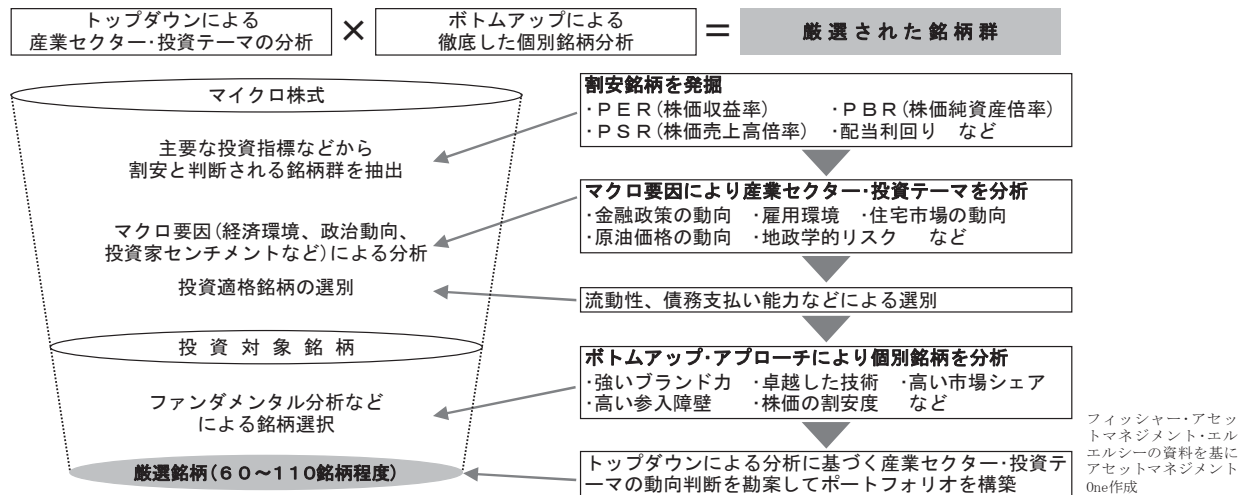 トップダウンによる
産業セクター・投資テーマの分析
×
ボトムアップによる
徹底した個別銘柄分析
=
厳選された銘柄群
マイクロ株式
主要な投資指標などから
割安と判断される銘柄群を抽出
マクロ要因(経済環境、政治動向、
投資家センチメントなど)による分析
投資適格銘柄の選別
投資対象銘柄
ファンダメンタル分析など
による銘柄選択
厳選銘柄(60~110銘柄程度)
割安銘柄を発掘
・PER(株価収益率) ・PBR(株価純資産倍率)
・PSR(株価売上高倍率) ・配当利回り など
マクロ要因により産業セクター・投資テーマを分析
・金融政策の動向 ・雇用環境 ・住宅市場の動向
・原油価格の動向 ・地政学的リスク など
流動性、債務支払い能力などによる選別
ボトムアップ・アプローチにより個別銘柄を分析
・強いブランド力 ・卓越した技術 ・高い市場シェア
・高い参入障壁 ・株価の割安度 など
トップダウンによる分析に基づく産業セクター・投資テ
ーマの動向判断を勘案してポートフォリオを構築
フィッシャー・アセッ
トマネジメント・エル
エルシーの資料を基に
アセットマネジメント
One作成